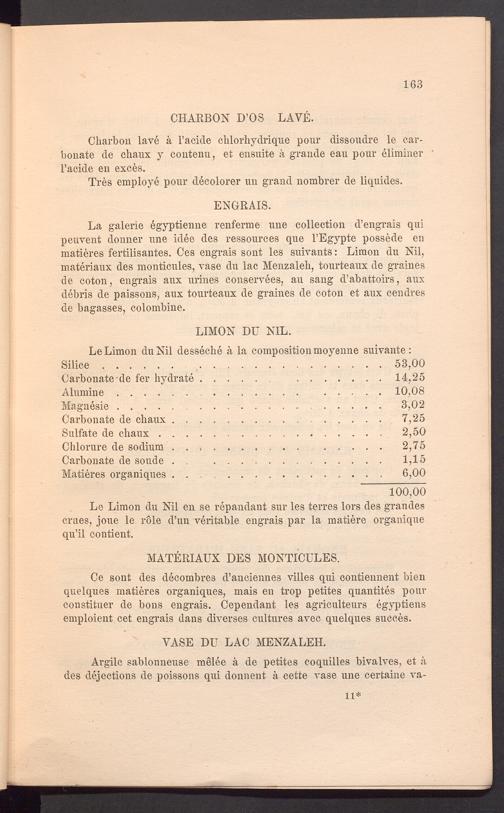 163
CHARBON D'OS LAVÉ.
Charbon lavé à l'acide chlorhydrique pour dissoudre le car-
bonate de chaux y contenu, et ensuite à grande eau pour éliminer
l'acide en excès.
Très employé pour décolorer un grand nombrer de liquides.
ENGRAIS.
La galerie égyptienne renferme une collection d'engrais qui
peuvent donner une idée des ressources que l'Egypte possède en
matières fertilisantes. Ces engrais sont les suivants: Limon du Nil,
matériaux des monticules, vase du lac Menzaleh, tourteaux de graines
de coton, engrais aux urines conservées, au sang d'abattoirs, aux
débris de paissons, aux tourteaux de graines de coton et aux cendres
de bagasses, colombine.
LIMON DU NIL.
Le Limon du Nil desséché à la composition moyenne suivante:
Silice . . . . . . . . . . . . . . . . . . 53,00
Carbonate de fer hydraté . . . . . . . . . . . 14,25
Alumine . . . . . . . . . . . . . . . . . 10,08
Magnésie . . . . . . . . . . . . . . . . . 3,02
Carbonate de chaux . . . . . . . . . . . . . 7,25
Sulfate de chaux . . . . . . . . . . . . . . 2,50
Chlorure de sodium . . . . . . . . . . . . . 2,75
Carbonate de soude . . . . . . . . . . . . . 1,15
Matières organiques . . . . . . . . . . . . . 6,00
100,00
Le Limon du Nil en se répandant sur les terres lors des grandes
crues, joue le rôle d'un véritable engrais par la matière organique
qu'il contient.
MATÉRIAUX DES MONTICULES.
Ce sont des décombres d'anciennes villes qui contiennent bien
quelques matières organiques, mais en trop petites quantités pour
constituer de bons engrais. Cependant les agriculteurs égyptiens
emploient cet engrais dans diverses cultures avec quelques succès.
VASE DU LAC MENZALEH.
Argile sablonneuse mêlée à de petites coquilles bivalves, et à
des déjections de poissons qui donnent à cette vase une certaine va-
11*